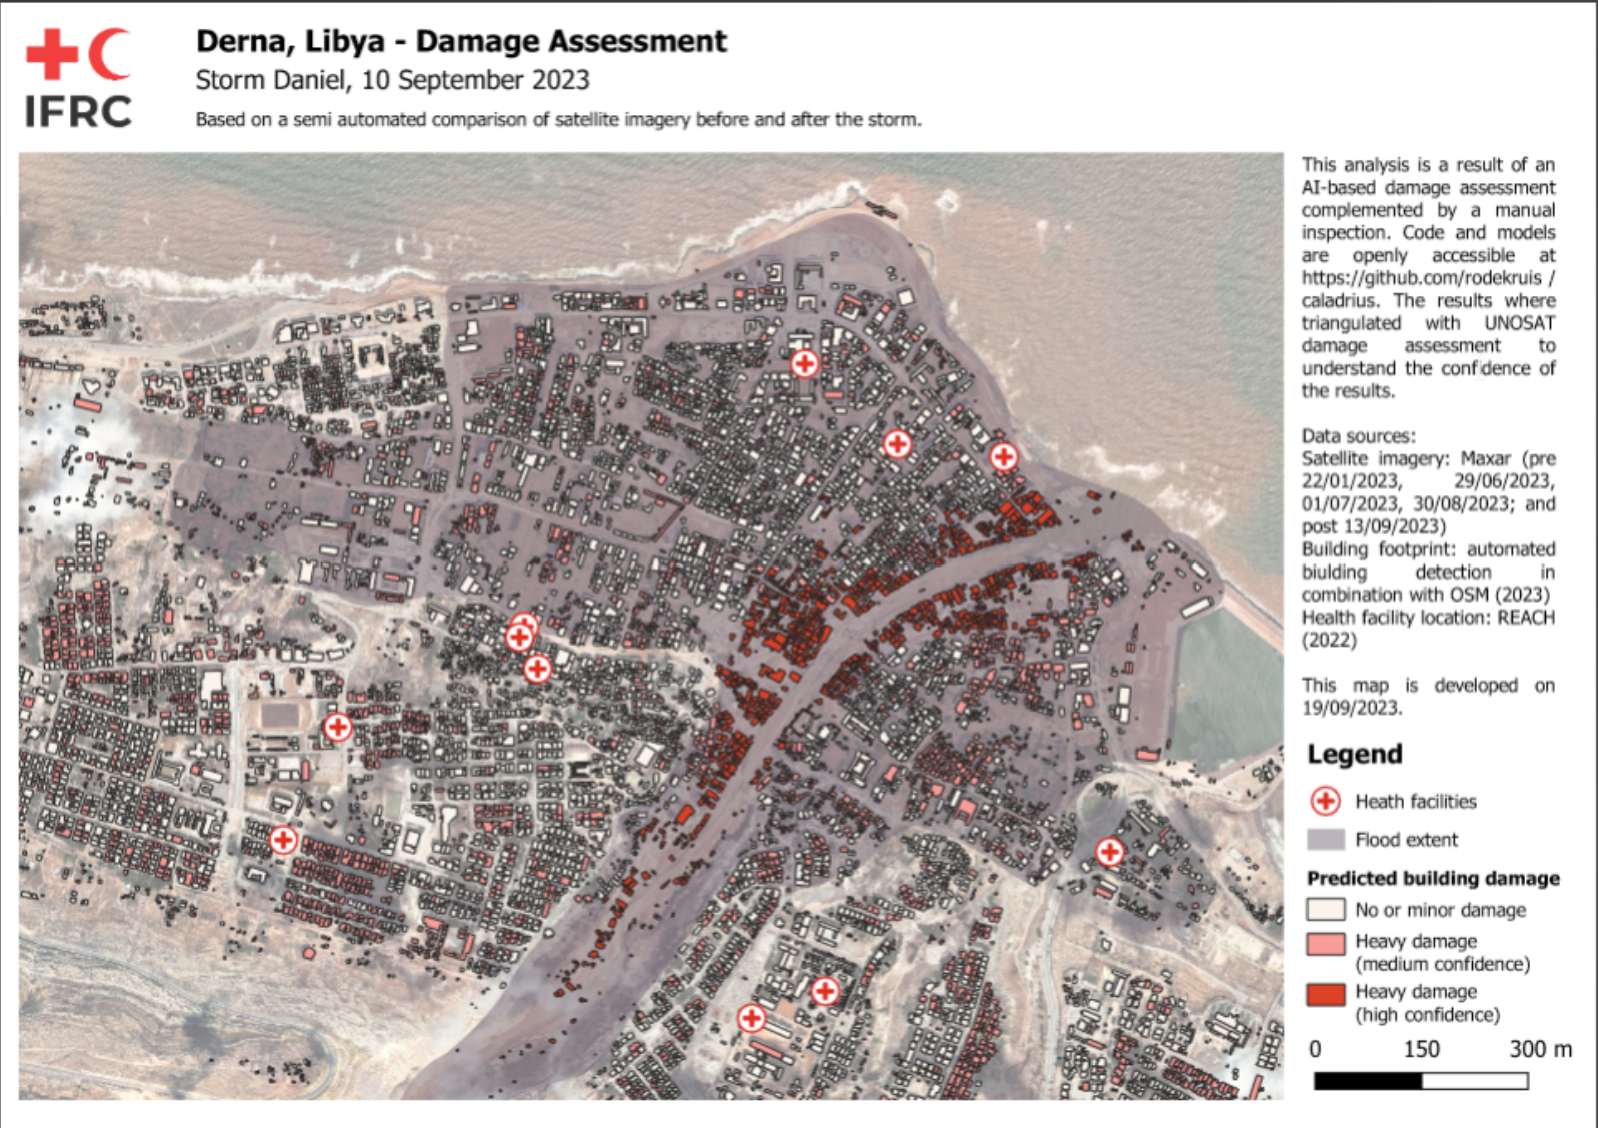 IFRC
Derna, Libya - Damage Assessment
Storm Daniel, 10 September 2023
Based on a semi automated comparison of satellite imagery before and after the storm.
This analysis is a result of an
AI-based damage assessment
complemented by a manual
inspection. Code and models
are openly accessible at
https://github.com/rodekruis /
caladrius. The results where
triangulated with UNOSAT
damage assessment to
understand the confidence of
the results.
Data sources:
Satellite imagery: Maxar (pre
22/01/2023, 29/06/2023,
01/07/2023, 30/08/2023; and
post 13/09/2023)
Building footprint: automated
biulding detection in
combination with OSM (2023)
Health facility location: REACH
(2022)
This map is developed on
19/09/2023.
Legend
Heath facilities
Flood extent
Predicted building damage
No or minor damage
Heavy damage
(medium confidence)
Heavy damage
(high confidence)
0 150 300 m